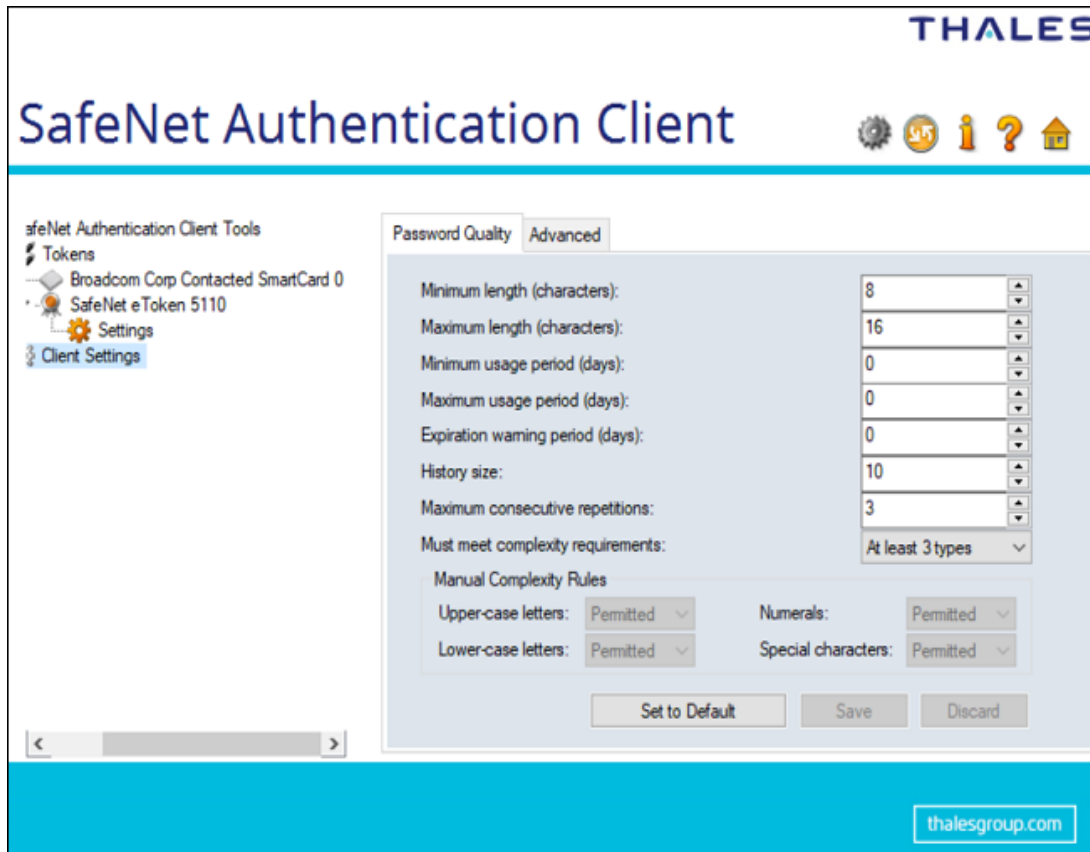 THALES
SafeNet Authentication Client
afeNet Authentication Client Tools
Tokens
Broadcom Corp Contacted SmartCard 0
SafeNet eToken 5110
Settings
Client Settings
Password Quality Advanced
Minimum length (characters): 8
Maximum length (characters): 16
Minimum usage period (days): 0
Maximum usage period (days): 0
Expiration warning period (days): 0
History size: 10
Maximum consecutive repetitions: 3
Must meet complexity requirements: At least 3 types
Manual Complexity Rules
Upper-case letters: Permitted Numerals: Permitted
Lower-case letters: Permitted Special characters: Permitted
Set to Default Save Discard
thalesgroup.com